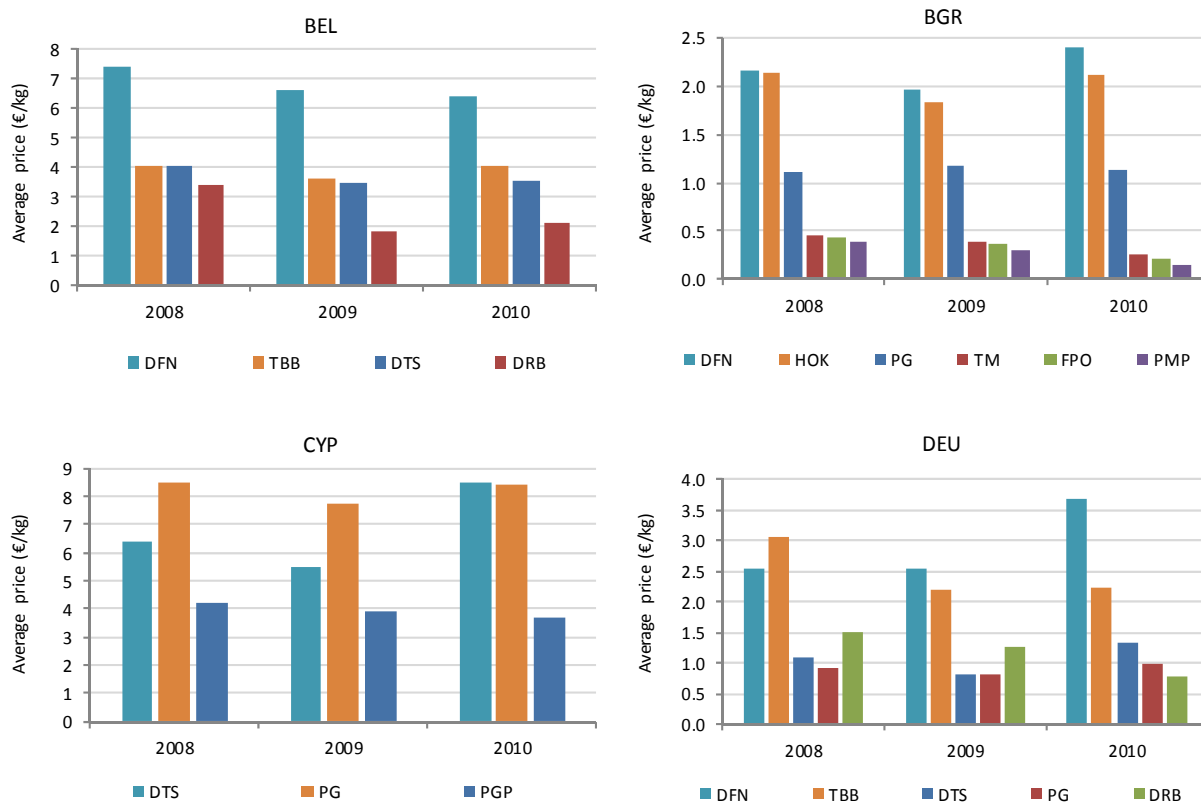 BEL
Average price (€/kg)
8
7
6
5
4
3
2
1
0
2008 2009 2010
DFN TBB DTS DRB
BGR
Average price (€/kg)
2.5
2.0
1.5
1.0
0.5
0.0
2008 2009 2010
DFN HOK PG TM FPO PMP
CYP
Average price (€/kg)
9
8
7
6
5
4
3
2
1
0
2008 2009 2010
DTS PG PGP
DEU
Average price (€/kg)
4.0
3.5
3.0
2.5
2.0
1.5
1.0
0.5
0.0
2008 2009 2010
DFN TBB DTS PG DRB